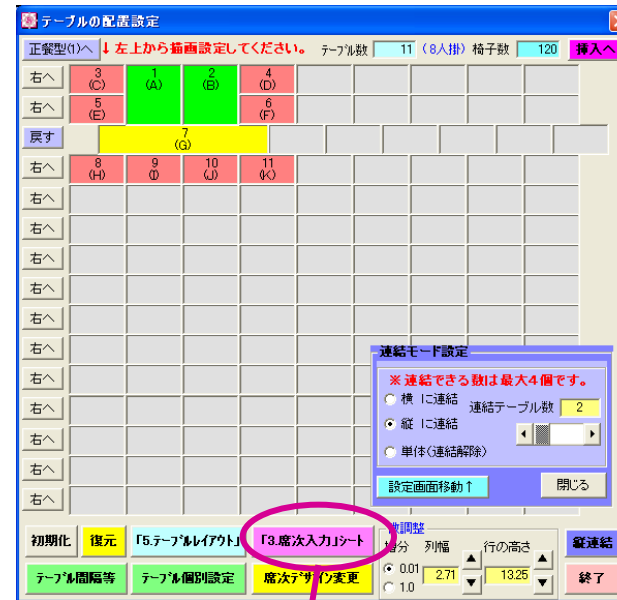 テーブルの配置設定
正餐型(1)へ ↓左上から描画設定してください。 テーブル数 11 (8人掛) 椅子数 120 挿入へ
右へ 3 1 2 4
(C) (A) (B) (D)
右へ 5 6
(E) (F)
戻す 7
(G)
右へ 8 9 10 11
(H) (I) (J) (K)
右へ
右へ
右へ
右へ
右へ
右へ
右へ
右へ
右へ
右へ
右へ
連結モード設定
※連結できる数は最大4個です。
横 に連結
連結テーブル数 2
縦 に連結
単体(連結解除)
設定画面移動↑ 閉じる
初期化 復元 「5.テーブルレイアウト」 「3.席次入力」シート
微調整
増分 列幅 行の高さ 縦連結
0.01 2.71 13.25
1.0
テーブル間隔等 テーブル個別設定 席次デザイン変更 終了